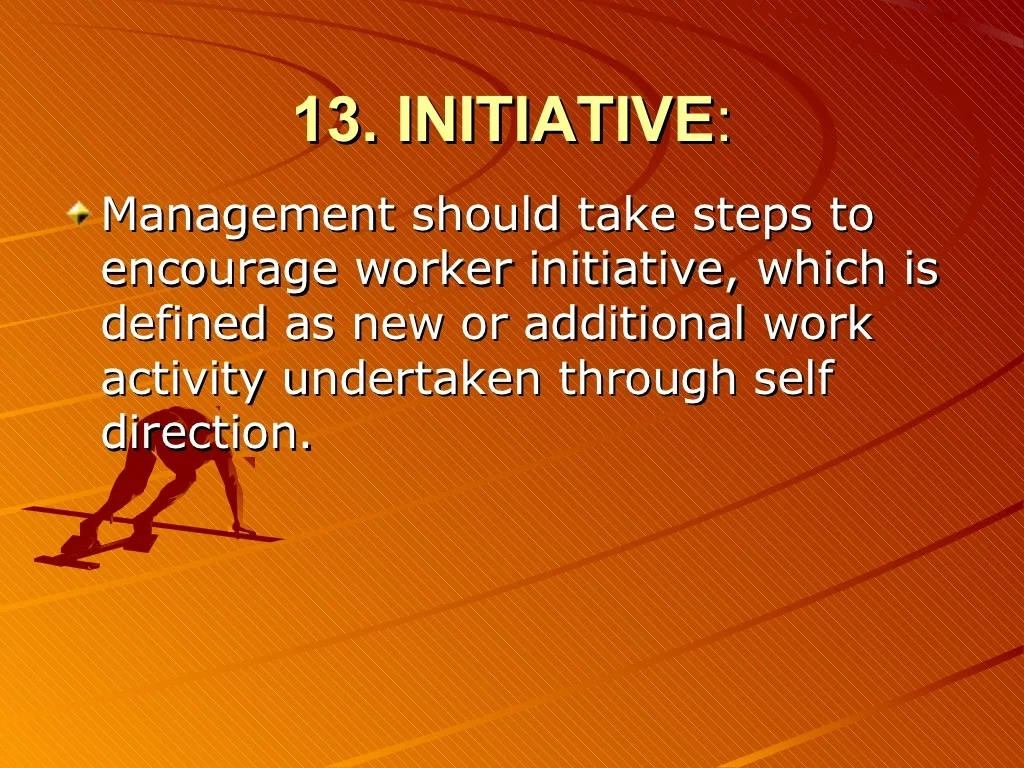 13. INITIATIVE:
Management should take steps to
encourage worker initiative, which is
defined as new or additional work
activity undertaken through self
direction.